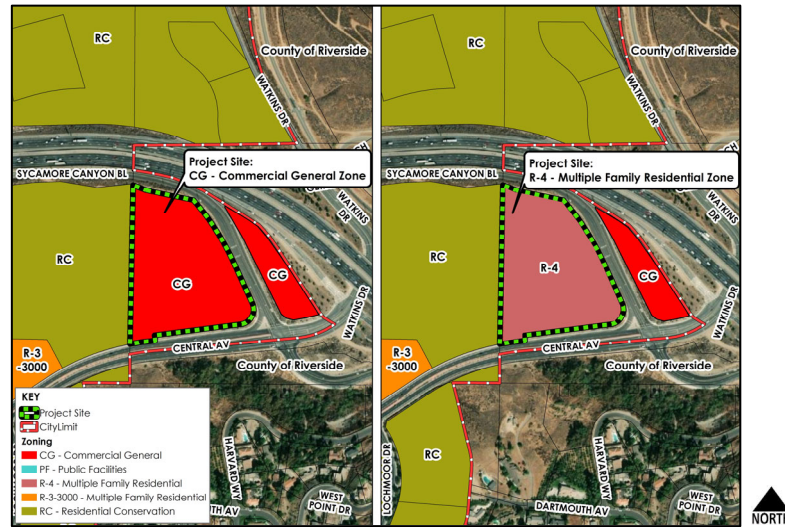 RC
County of Riverside
WATKINS DR
Project Site:
CG - Commercial General Zone
SYCAMORE CANYON BL
WATKINS
DR
RC
CG
CG
WATKINS DR
R-3
-3000
CENTRAL AV
County of Riverside
HARVARD WY
WEST
POINT DR
TH AV
KEY
Project Site
CityLimit
Zoning
CG - Commercial General
PF - Public Facilities
R-4 - Multiple Family Residential
R-3-3000 - Multiple Family Residential
RC - Residential Conservation
RC
County of Riverside
WATKINS DR
Project Site:
R-4 - Multiple Family Residential Zone
SYCAMORE CANYON BL
WATKINS
DR
RC
R-4
CG
WATKINS DR
R-3
-3000
CENTRAL AV
County of Riverside
RC
LOCHMOOR DR
HARVARD WY
DARTMOUTH AV
WEST
POINT DR
NORTH